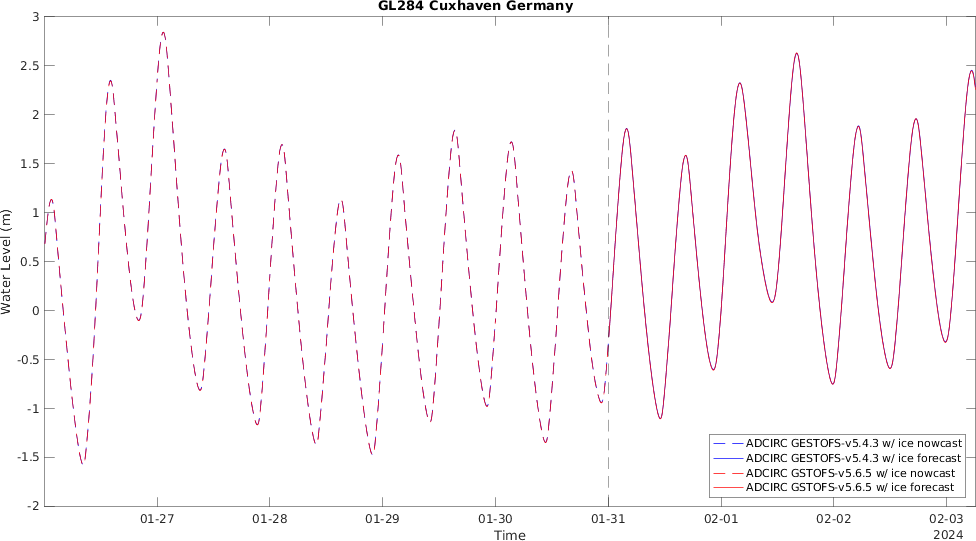 GL284 Cuxhaven Germany
3
2.5
2
1.5
1
0.5
0
-0.5
-1
-1.5
-2
Water Level (m)
01-27
01-28
01-29
01-30
01-31
02-01
02-02
02-03
2024
Time
ADCIRC GESTOFS-v5.4.3 w/ ice nowcast
ADCIRC GESTOFS-v5.4.3 w/ ice forecast
ADCIRC GSTOFS-v5.6.5 w/ ice nowcast
ADCIRC GSTOFS-v5.6.5 w/ ice forecast